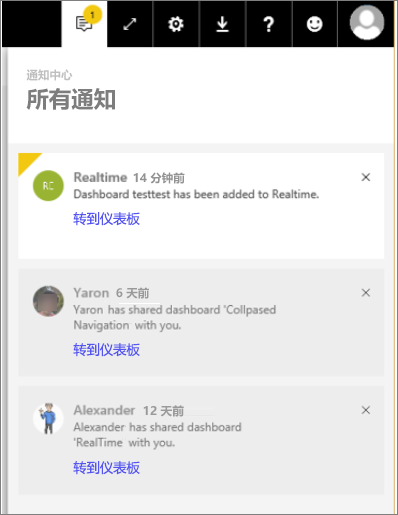 1
?
通知中心
所有通知
RC
Realtime 14 分钟前
Dashboard testtest has been added to Realtime.
转到仪表板
Yaron 6 天前
Yaron has shared dashboard 'Collpased
Navigation with you.
转到仪表板
Alexander 12 天前
Alexander has shared dashboard
'RealTime with you.
转到仪表板